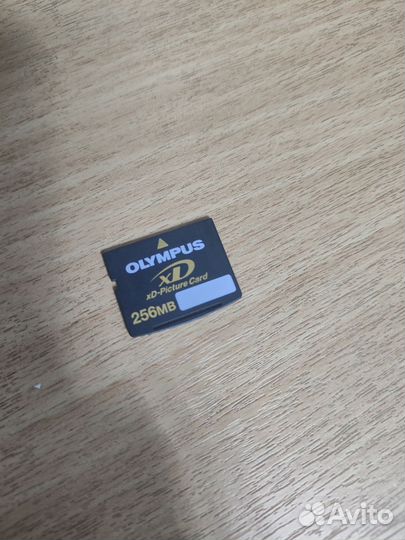 OLYMPUS
xD
xD-Picture Card
256MB
Avito